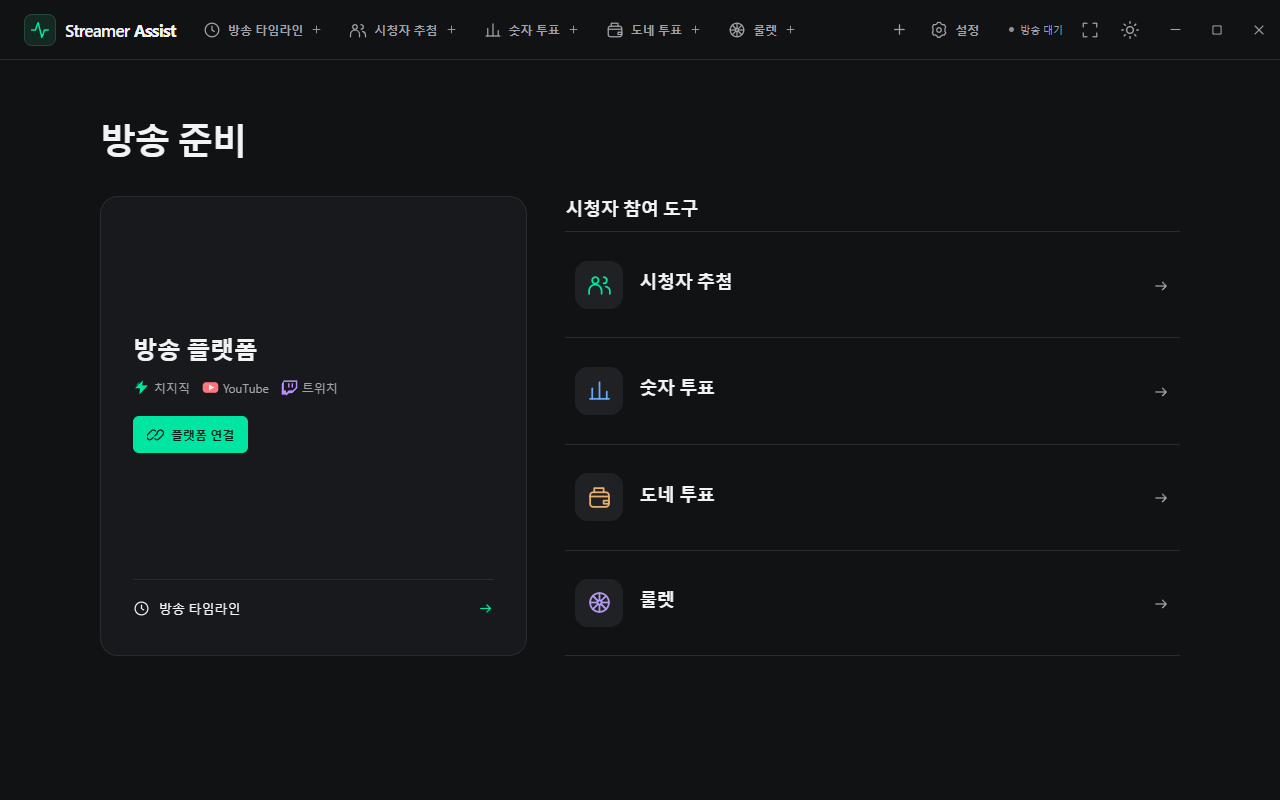 Streamer Assist
방송 타임라인 +
시청자 추첨 +
숫자 투표 +
도네 투표 +
룰렛 +
+
설정
방송 대기
방송 준비
방송 플랫폼
치지직 YouTube 트위치
플랫폼 연결
방송 타임라인
시청자 참여 도구
시청자 추첨
숫자 투표
도네 투표
룰렛